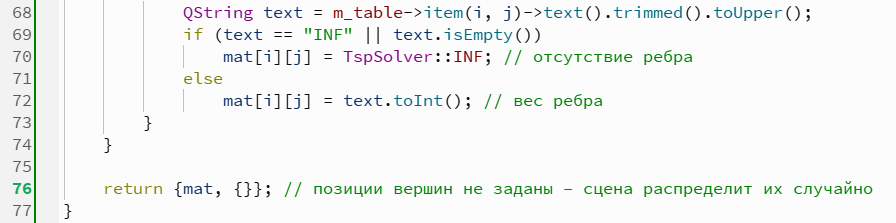 68 QString text = m_table->item(i, j)->text().trimmed().toUpper();
69 if (text == "INF" || text.isEmpty())
70 mat[i][j] = TspSolver::INF; // отсутствие ребра
71 else
72 mat[i][j] = text.toInt(); // вес ребра
73 }
74 }
75
76 return {mat, {}}; // позиции вершин не заданы – сцена распределит их случайно
77 }